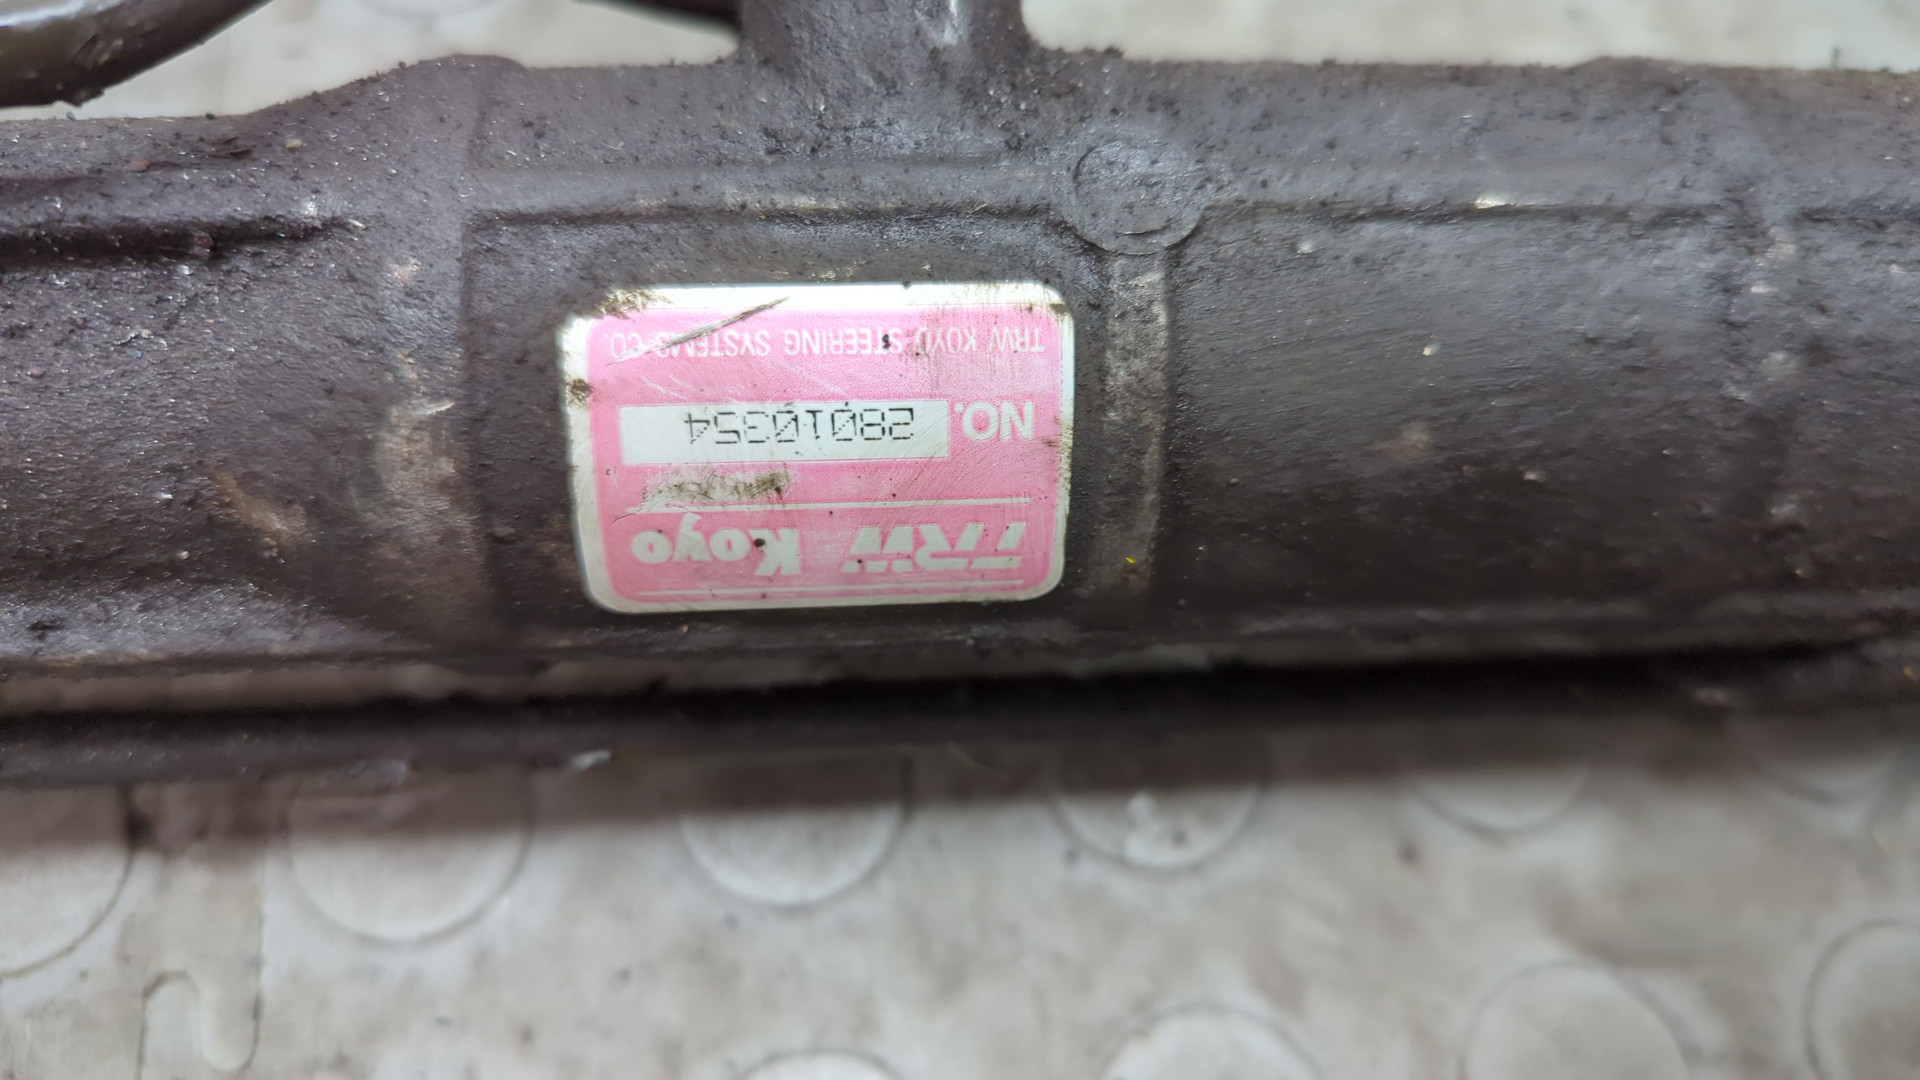 TRW Koyo
NO. 28010354
TRW KOYO STEERING SYSTEMS CO